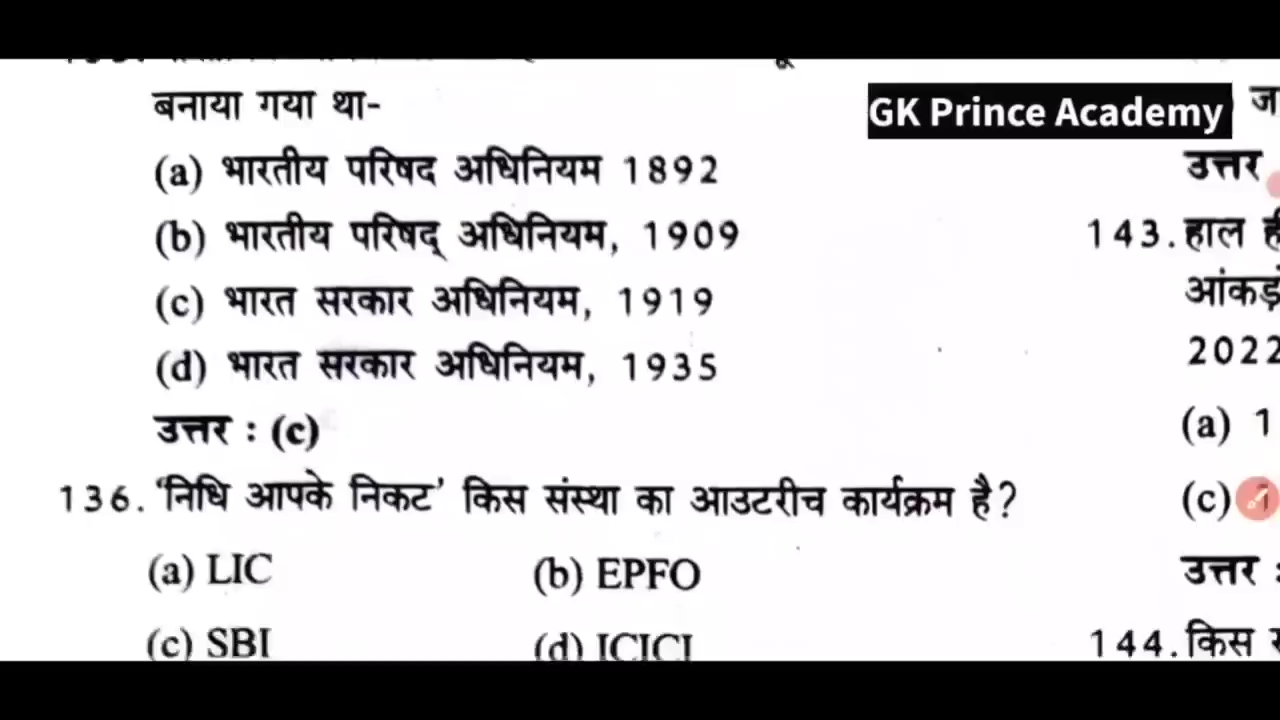 बनाया गया था-
(a) भारतीय परिषद अधिनियम 1892
(b) भारतीय परिषद् अधिनियम, 1909
(c) भारत सरकार अधिनियम, 1919
(d) भारत सरकार अधिनियम, 1935
उत्तर : (c)
136. 'निधि आपके निकट' किस संस्था का आउटरीच कार्यक्रम है?
(a) LIC (b) EPFO
(c) SBI (d) ICICI
GK Prince Academy
उत्तर
143. हाल
2022
(a) 1
(c)
उत्तर :
144. किस